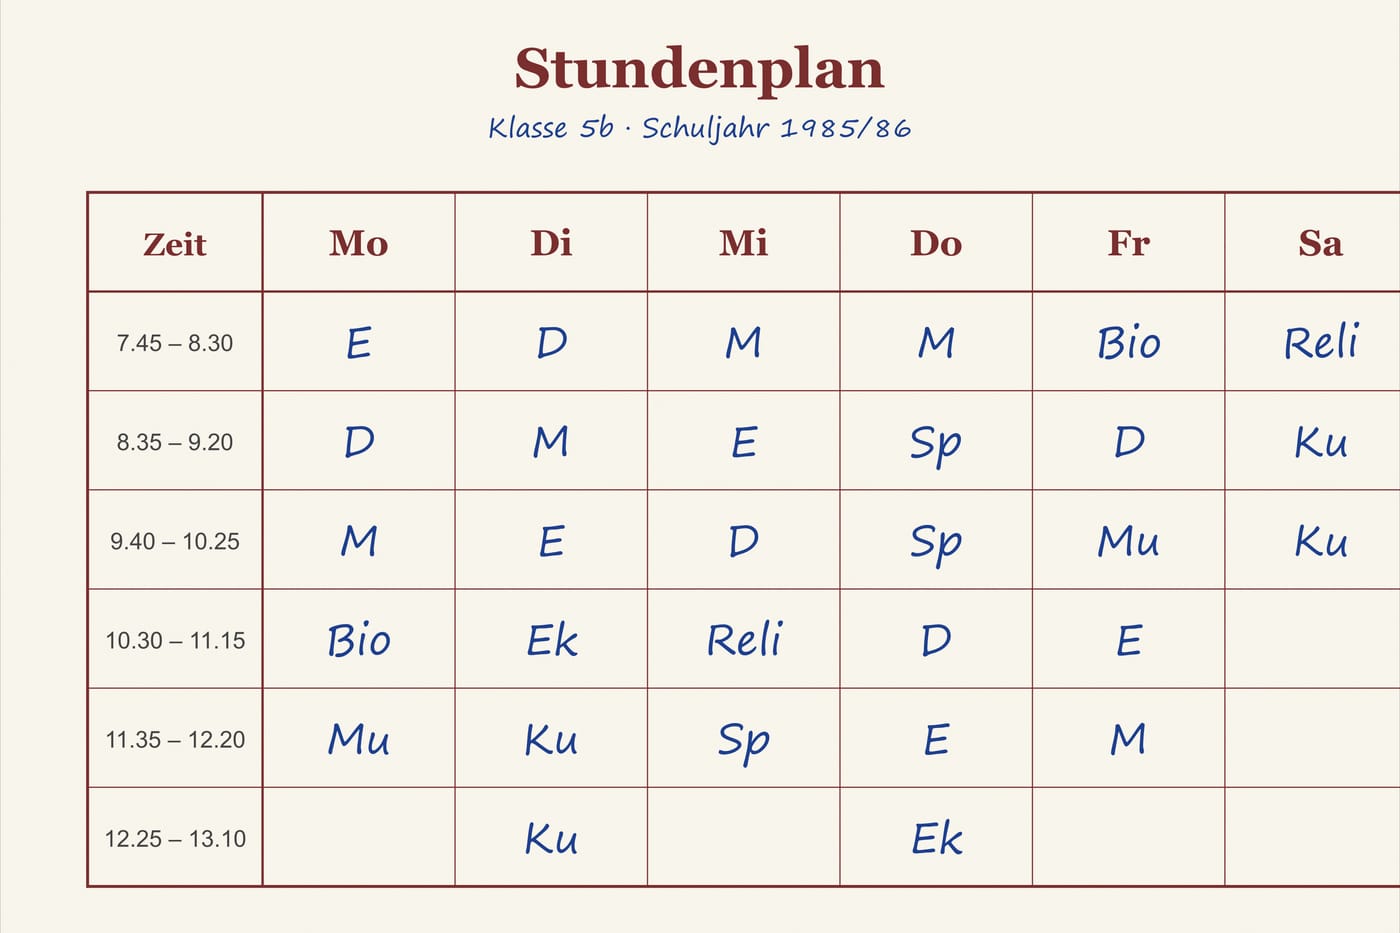 Stundenplan
Klasse 5b · Schuljahr 1985/86
Zeit Mo Di Mi Do Fr Sa
7.45 – 8.30 E D M M Bio Reli
8.35 – 9.20 D M E Sp D Ku
9.40 – 10.25 M E D Sp Mu Ku
10.30 – 11.15 Bio Ek Reli D E
11.35 – 12.20 Mu Ku Sp E M
12.25 – 13.10 Ku Ek